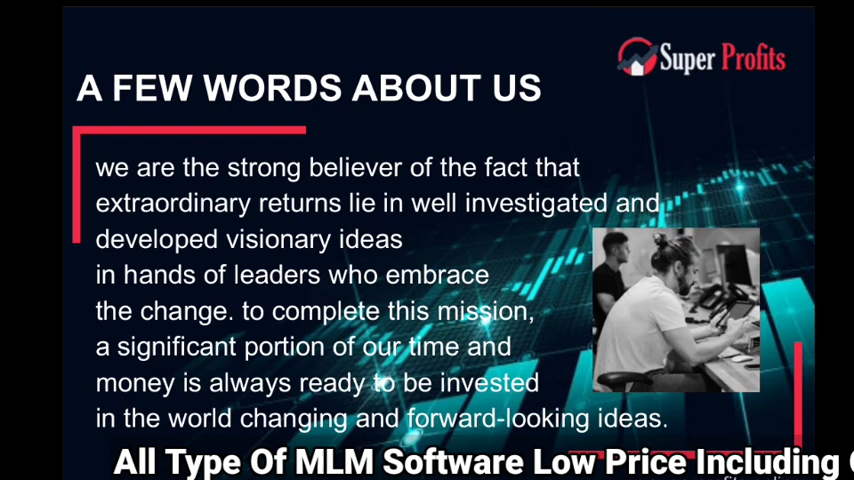 Super Profits
A FEW WORDS ABOUT US
we are the strong believer of the fact that
extraordinary returns lie in well investigated and
developed visionary ideas
in hands of leaders who embrace
the change. to complete this mission,
a significant portion of our time and
money is always ready to be invested
in the world changing and forward-looking ideas.
All Type Of MLM Software Low Price Including